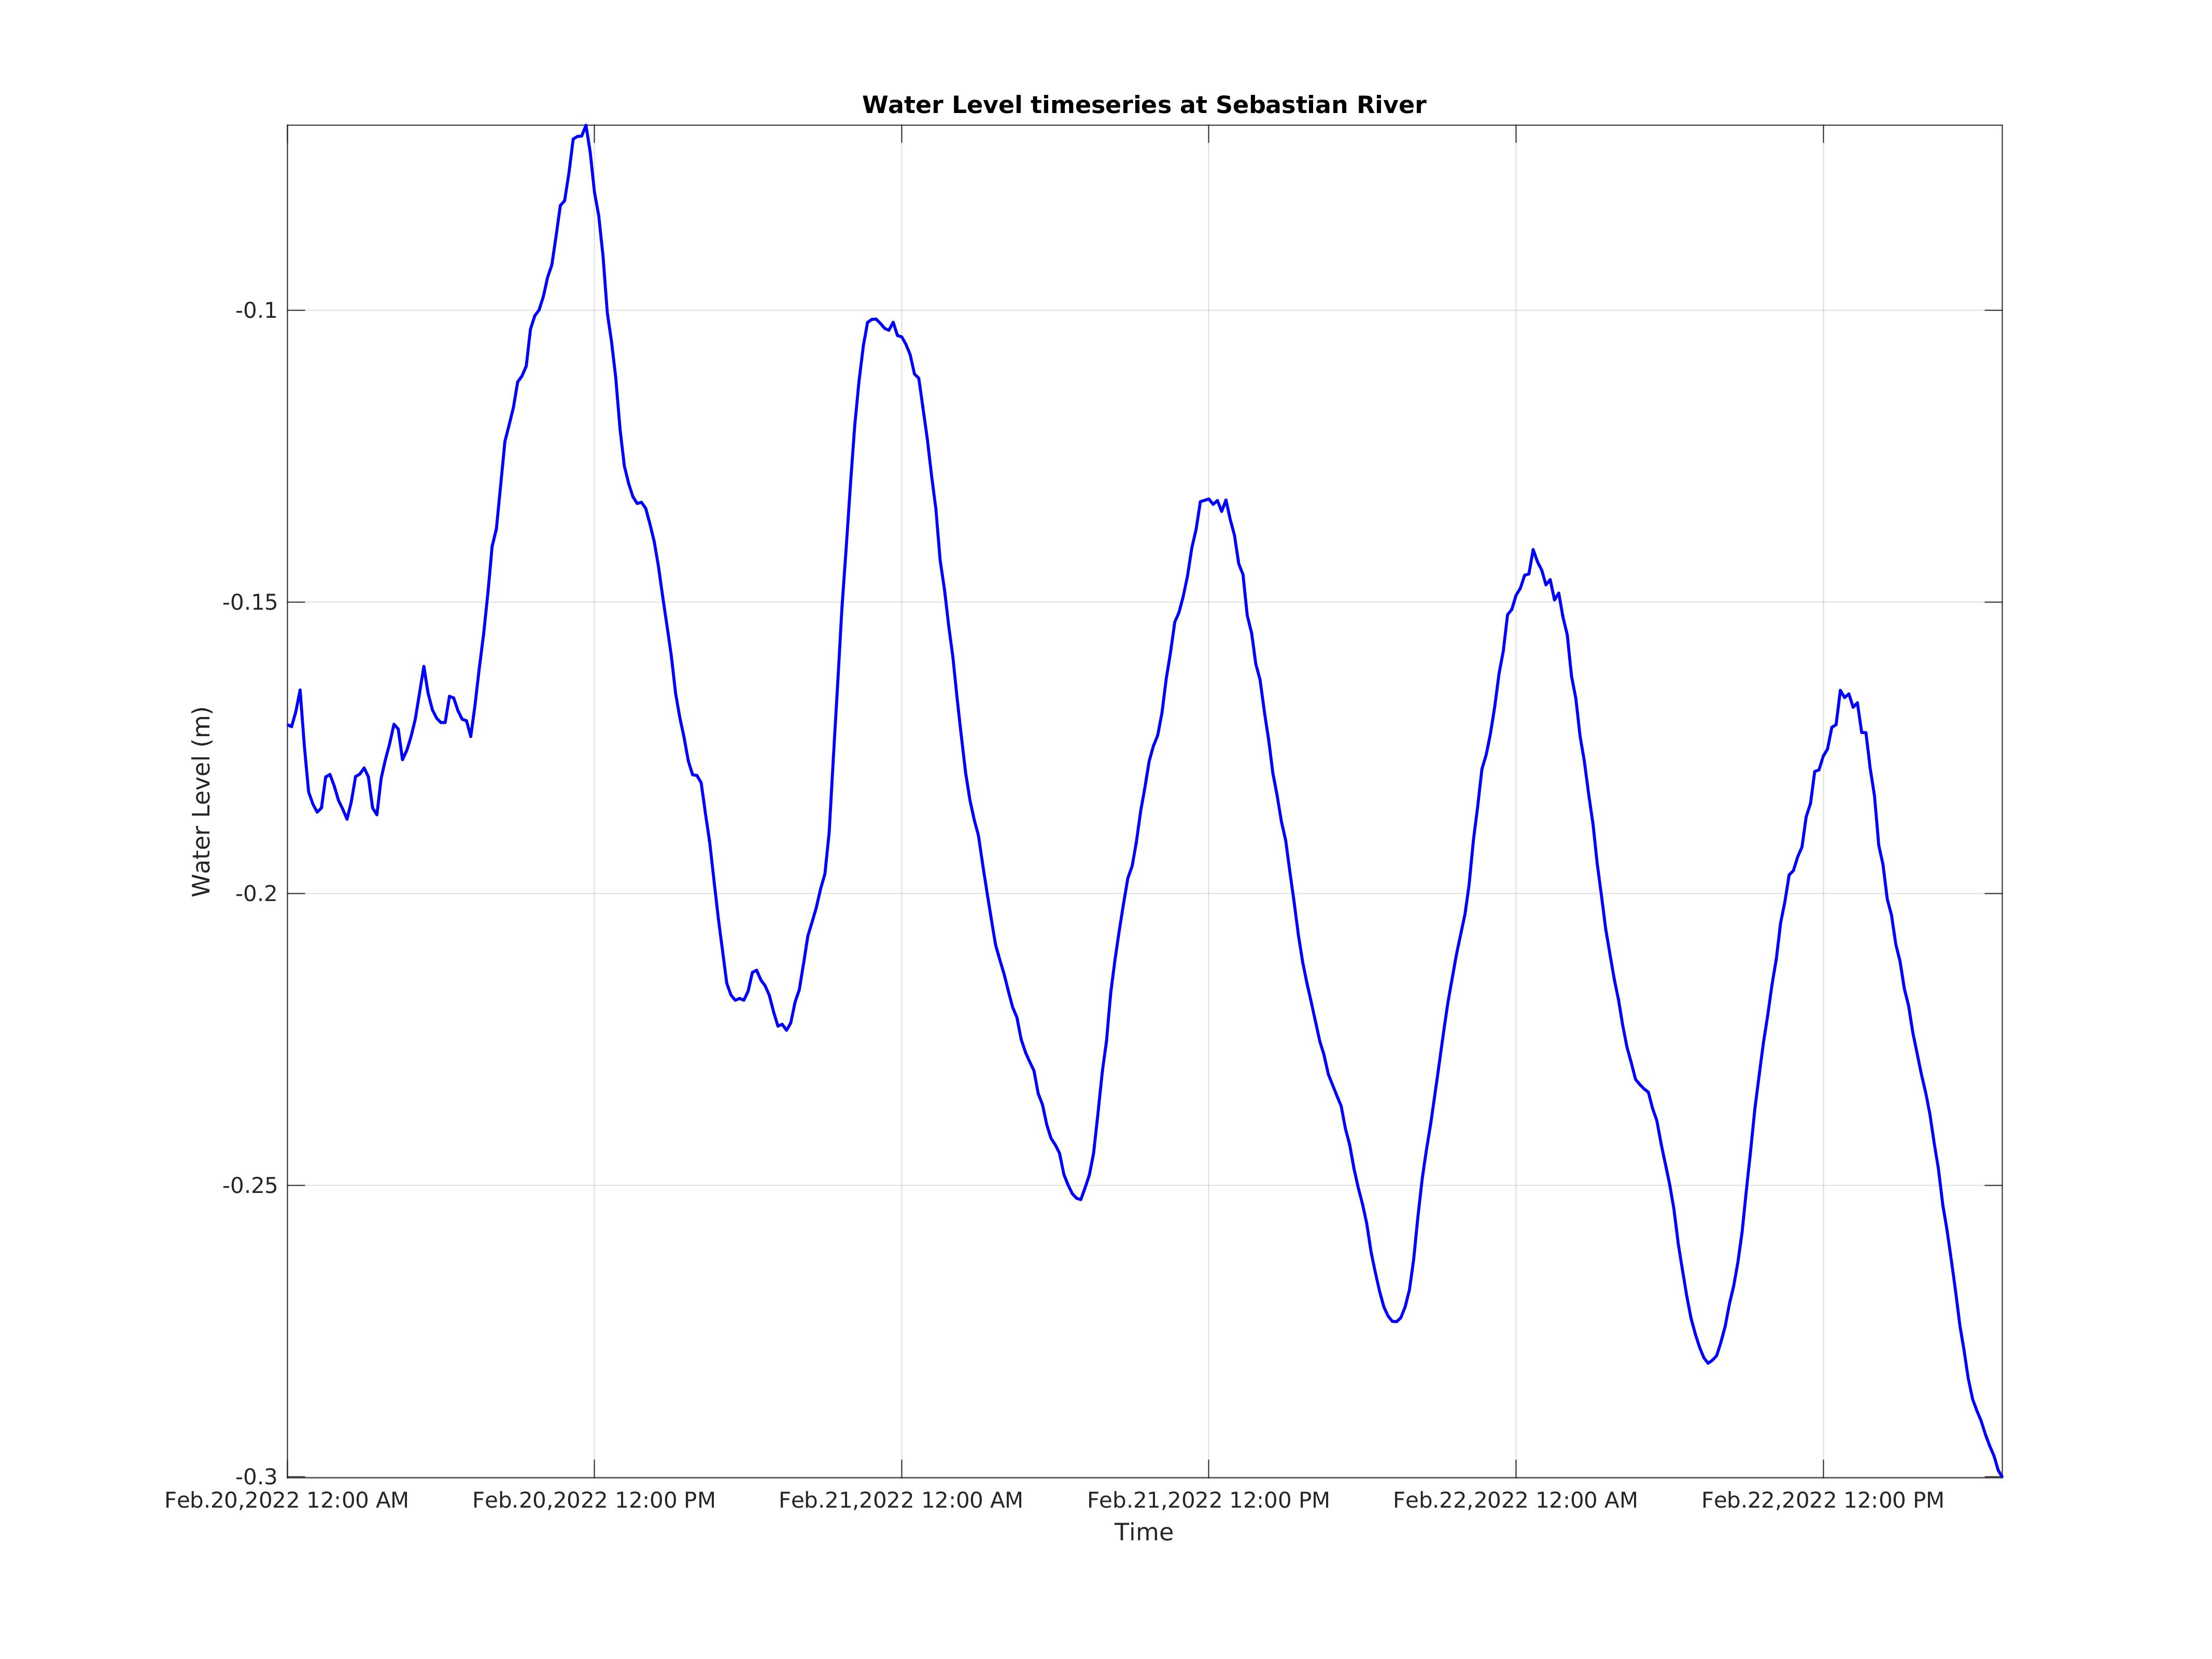 Water Level timeseries at Sebastian River
-0.1
-0.15
-0.2
-0.25
-0.3
Water Level (m)
Feb.20,2022 12:00 AM Feb.20,2022 12:00 PM Feb.21,2022 12:00 AM Feb.21,2022 12:00 PM Feb.22,2022 12:00 AM Feb.22,2022 12:00 PM
Time